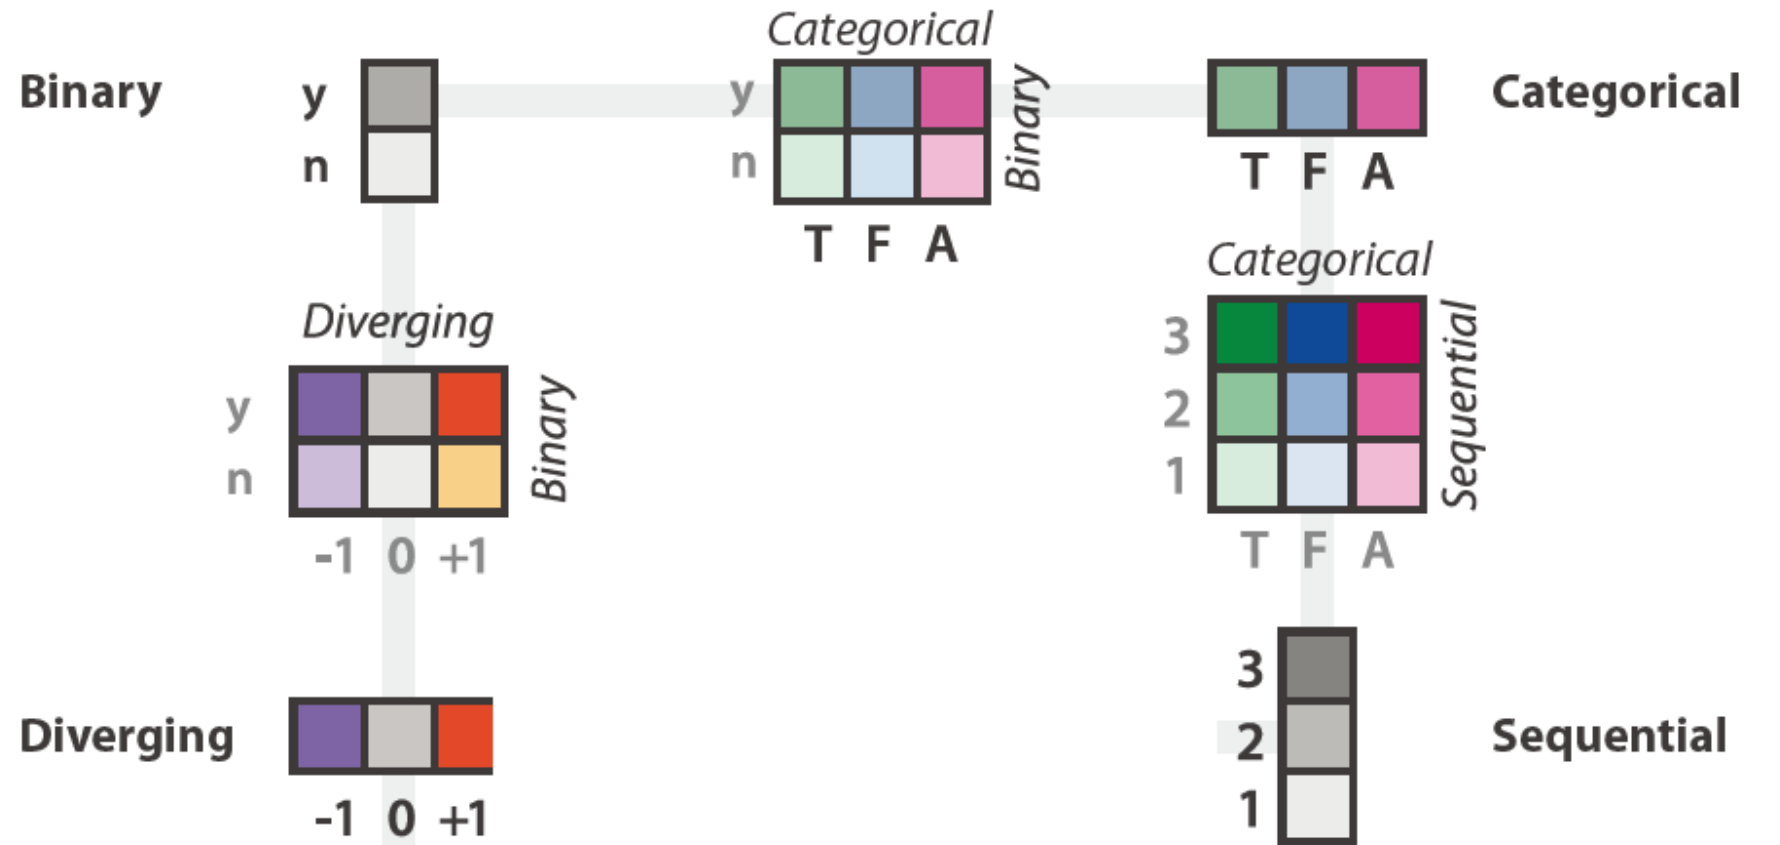 Categorical
Binary
y
n
y
n
Binary
T F A
Categorical
T F A
Diverging
y
n
Binary
-1 0 +1
Categorical
3
2
1
Sequential
T F A
Diverging
-1 0 +1
3
2
1
Sequential